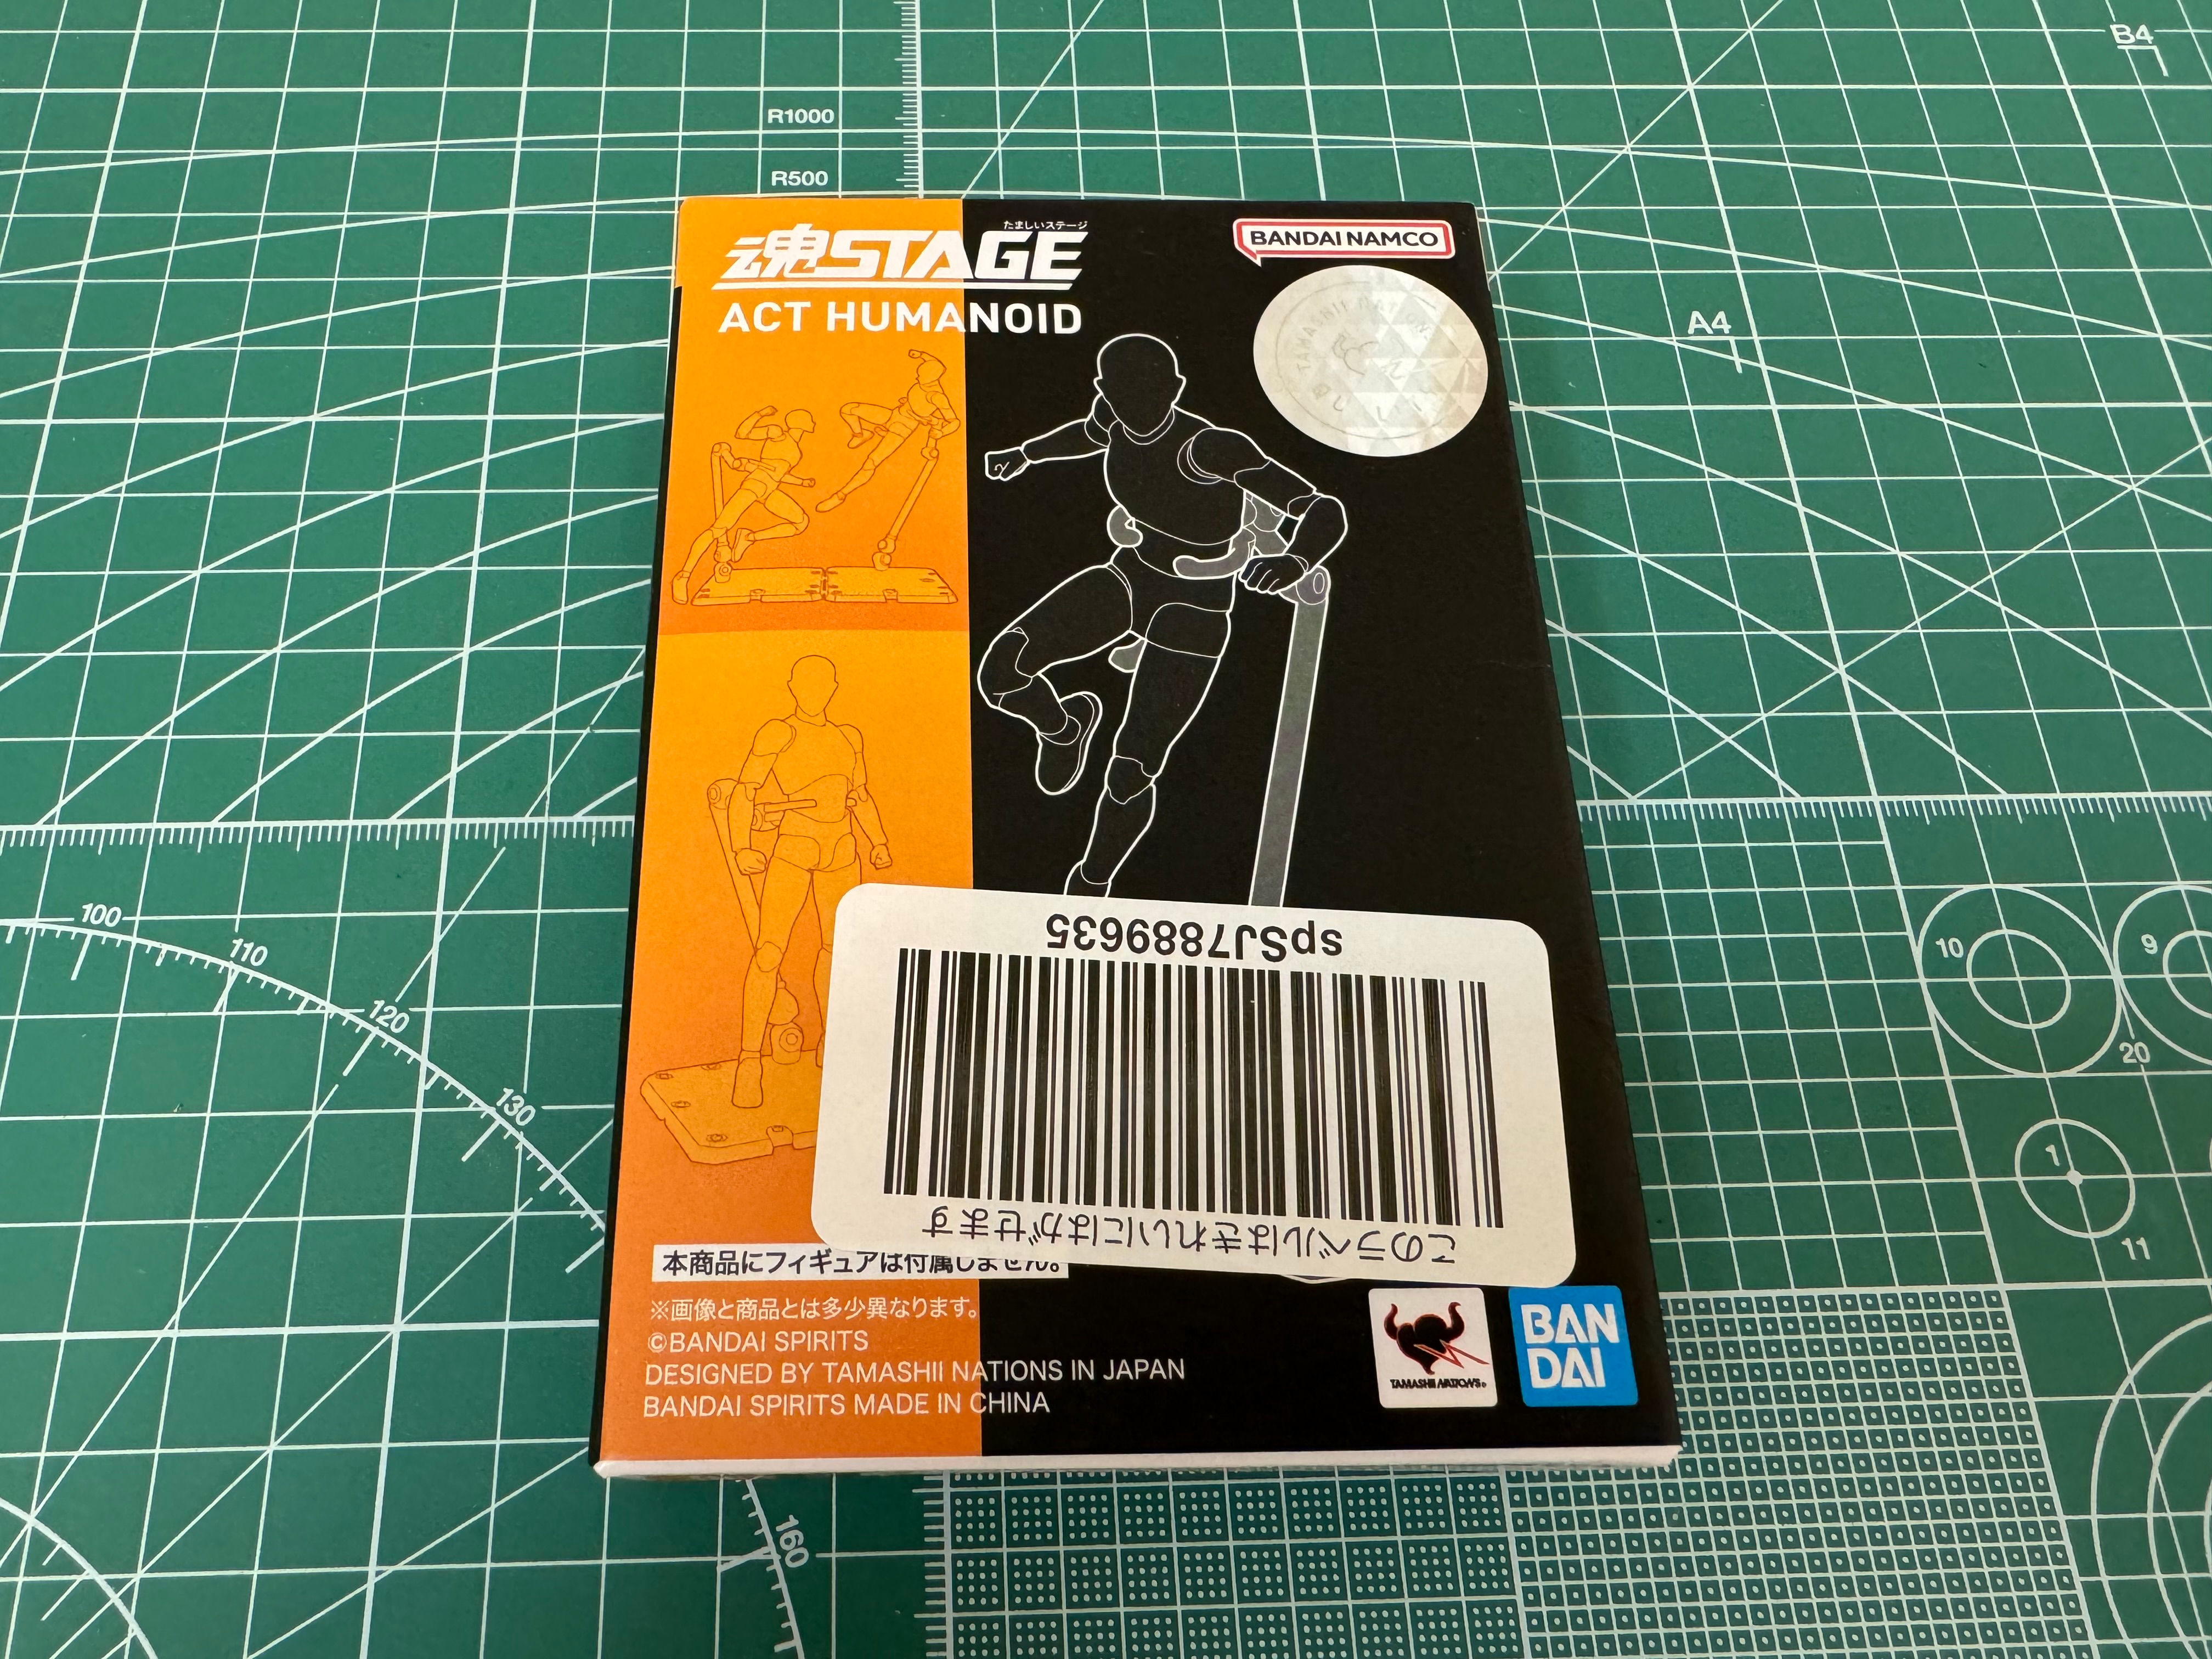 B4
R1000
R500
A4
たましいステージ
魂STAGE
ACT HUMANOID
BANDAI NAMCO
TAMASHII NATIONS
100
110
120
130
160
10
9
20
1
11
spSJ7889635
このラベルはきれいにはがせます
本商品にフィギュアは付属しません。
※画像と商品とは多少異なります。
©BANDAI SPIRITS
DESIGNED BY TAMASHII NATIONS IN JAPAN
BANDAI SPIRITS MADE IN CHINA
TAMASHII NATIONS
BAN
DAI